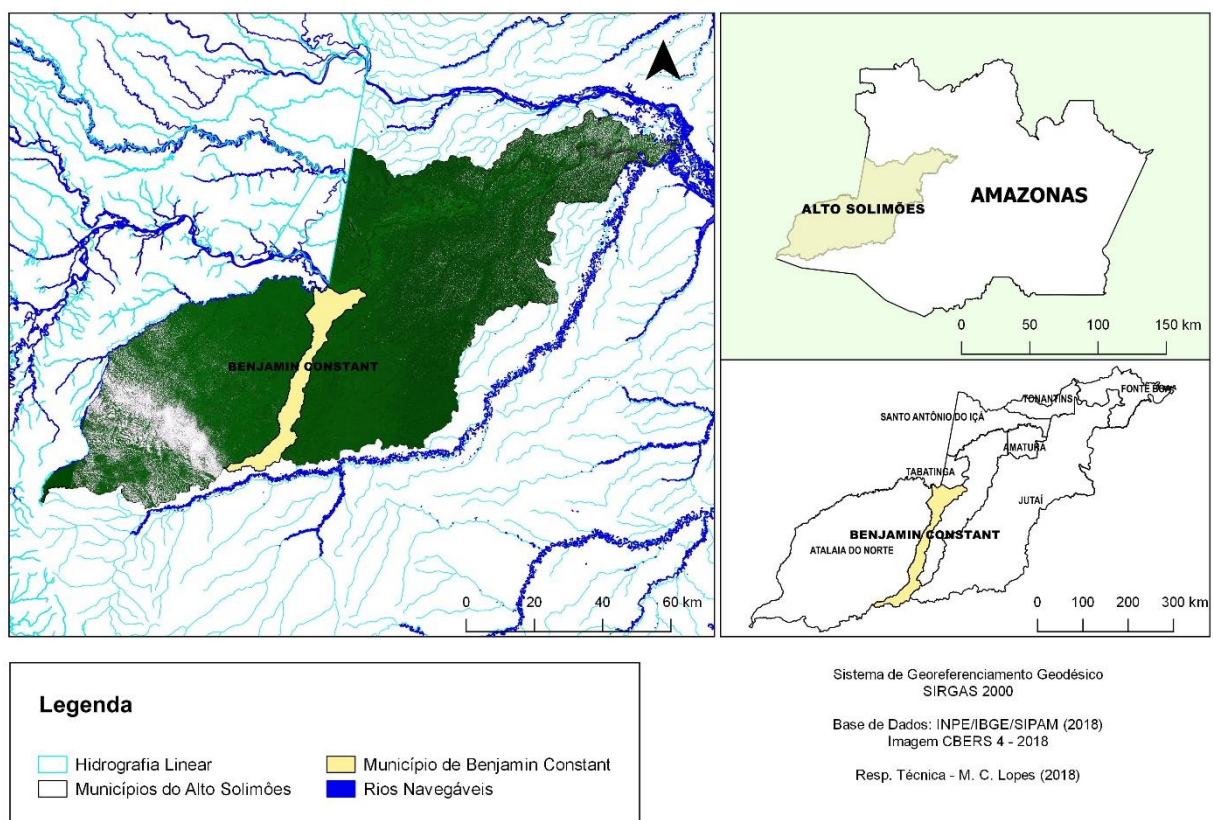 BENJAMIN CONSTANT
0 20 40 60 km
ALTO SOLIMÕES
AMAZONAS
0 50 100 150 km
FONTE BOA
TONANTINS
SANTO ANTÔNIO DO IÇÁ
AMATURÁ
TABATINGA
JUTAÍ
BENJAMIN CONSTANT
ATALAIA DO NORTE
0 100 200 300 km
Legenda
Hidrografia Linear
Município de Benjamin Constant
Municípios do Alto Solimões
Rios Navegáveis
Sistema de Georeferenciamento Geodésico
SIRGAS 2000
Base de Dados: INPE/IBGE/SIPAM (2018)
Imagem CBERS 4 - 2018
Resp. Técnica - M. C. Lopes (2018)